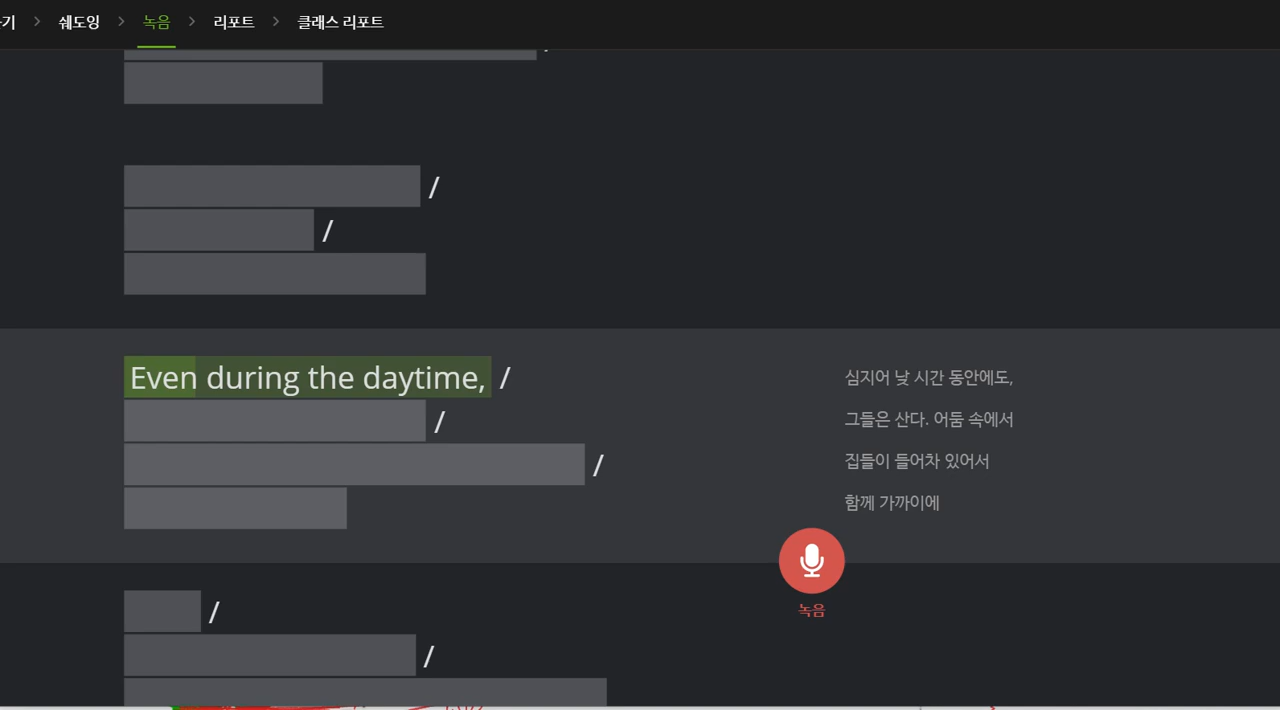 쉐도잉 녹음 리포트 클래스 리포트
/
/
Even during the daytime, /
심지어 낮 시간 동안에도,
/
그들은 산다. 어둠 속에서
/
집들이 들어차 있어서
함께 가까이에
녹음
/
/